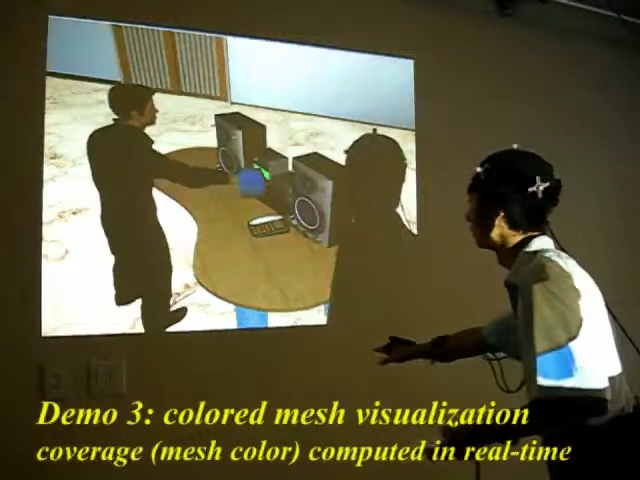 Demo 3: colored mesh visualization
coverage (mesh color) computed in real-time